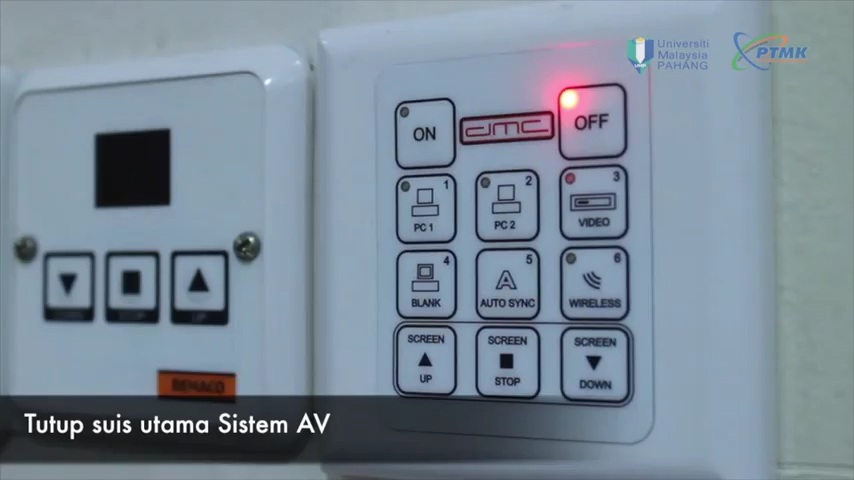 Universiti
Malaysia
PAHANG
PTMK
ON
dmc
OFF
1
PC 1
2
PC 2
3
VIDEO
4
BLANK
5
A
AUTO SYNC
6
WIRELESS
SCREEN
UP
SCREEN
STOP
SCREEN
DOWN
BEMACO
Tutup suis utama Sistem AV